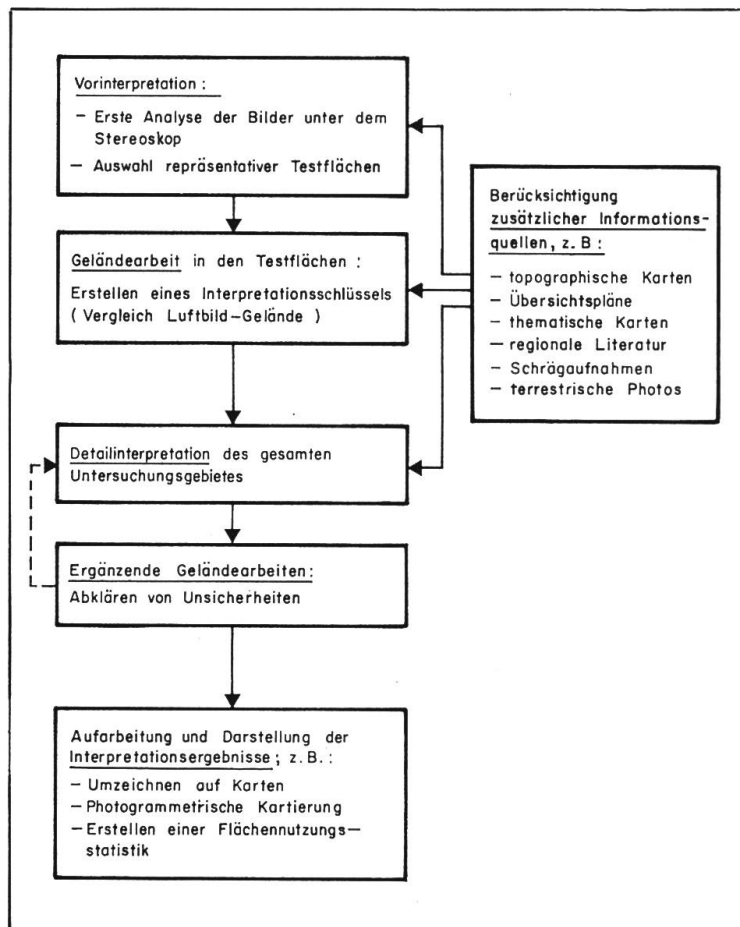 Vorinterpretation :
– Erste Analyse der Bilder unter dem
Stereoskop
– Auswahl repräsentativer Testflächen
Geländearbeit in den Testflächen :
Erstellen eines Interpretationsschlüssels
( Vergleich Luftbild-Gelände )
Detailinterpretation des gesamten
Untersuchungsgebietes
Ergänzende Geländearbeiten:
Abklären von Unsicherheiten
Aufarbeitung und Darstellung der
Interpretationsergebnisse; z.B.:
– Umzeichnen auf Karten
– Photogrammetrische Kartierung
– Erstellen einer Flächennutzungs–
statistik
Berücksichtigung
zusätzlicher Informations-
quellen, z.B:
– topographische Karten
– Übersichtspläne
– thematische Karten
– regionale Literatur
– Schrägaufnahmen
– terrestrische Photos